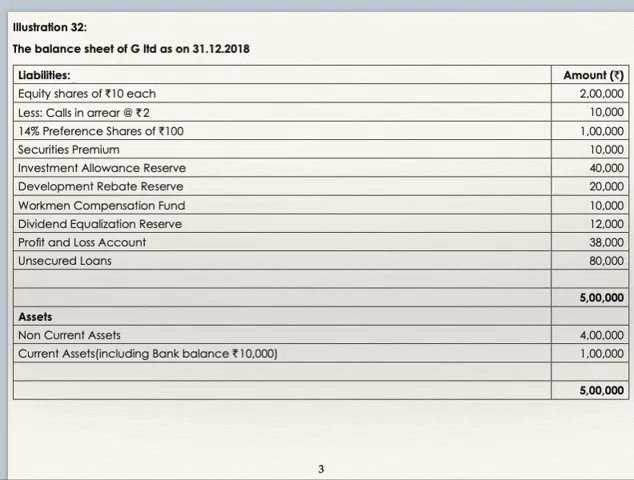 Illustration 32:
The balance sheet of G ltd as on 31.12.2018
Liabilities: Amount (₹)
Equity shares of ₹10 each 2,00,000
Less: Calls in arrear @ ₹2 10,000
14% Preference Shares of ₹100 1,00,000
Securities Premium 10,000
Investment Allowance Reserve 40,000
Development Rebate Reserve 20,000
Workmen Compensation Fund 10,000
Dividend Equalization Reserve 12,000
Profit and Loss Account 38,000
Unsecured Loans 80,000
5,00,000
Assets
Non Current Assets 4,00,000
Current Assets(including Bank balance ₹10,000) 1,00,000
5,00,000
3